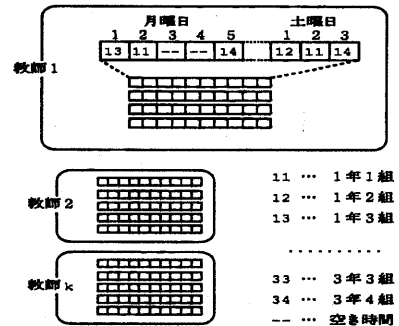 月曜日 土曜日
1 2 3 4 5 1 2 3
13 11 -- -- 14 12 11 14
教師1
教師2
教師k
11 … 1年1組
12 … 1年2組
13 … 1年3組
.........
33 … 3年3組
34 … 3年4組
-- … 空き時間